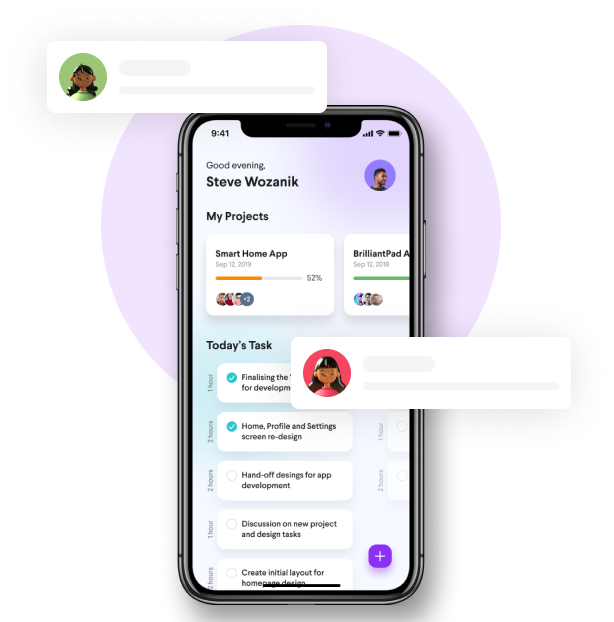 9:41
Good evening,
Steve Wozanik
My Projects
Smart Home App
Sep 12, 2019
52%
+2
BrilliantPad A
Sep 12, 2019
Today's Task
1 hour
Finalising the
for developme
2 hours
Home, Profile and Settings
screen re-design
1 hour
2 hours
Hand-off desings for app
development
2 hours
1 hour
Discussion on new project
and design tasks
2 hours
Create initial layout for
homepage design